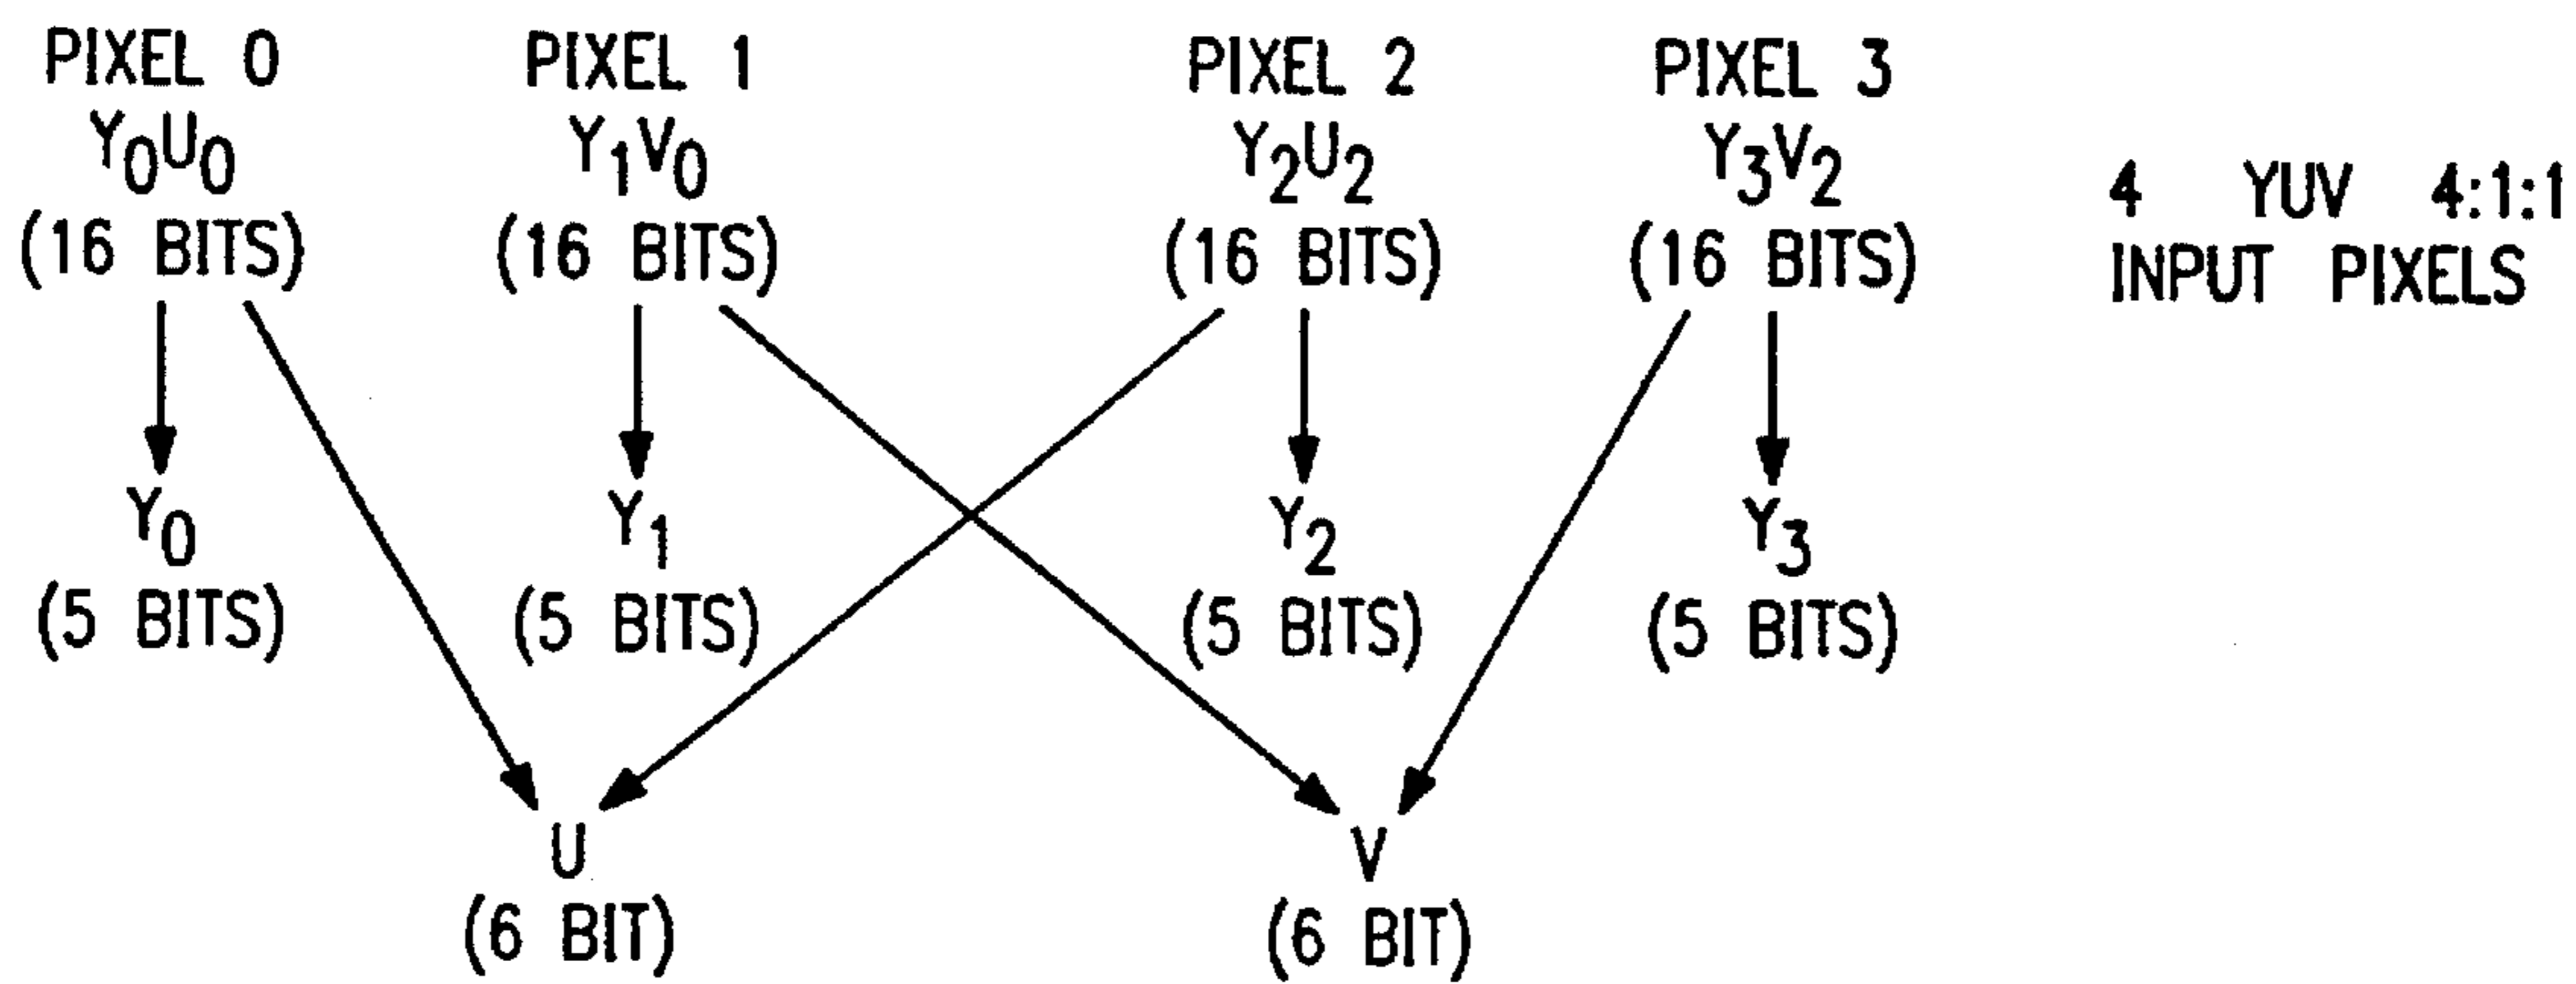 PIXEL 0 PIXEL 1 PIXEL 2 PIXEL 3
Y0U0 Y1V0 Y2U2 Y3V2
(16 BITS) (16 BITS) (16 BITS) (16 BITS)
4 YUV 4:1:1
INPUT PIXELS
Y0 Y1 Y2 Y3
(5 BITS) (5 BITS) (5 BITS) (5 BITS)
U V
(6 BIT) (6 BIT)